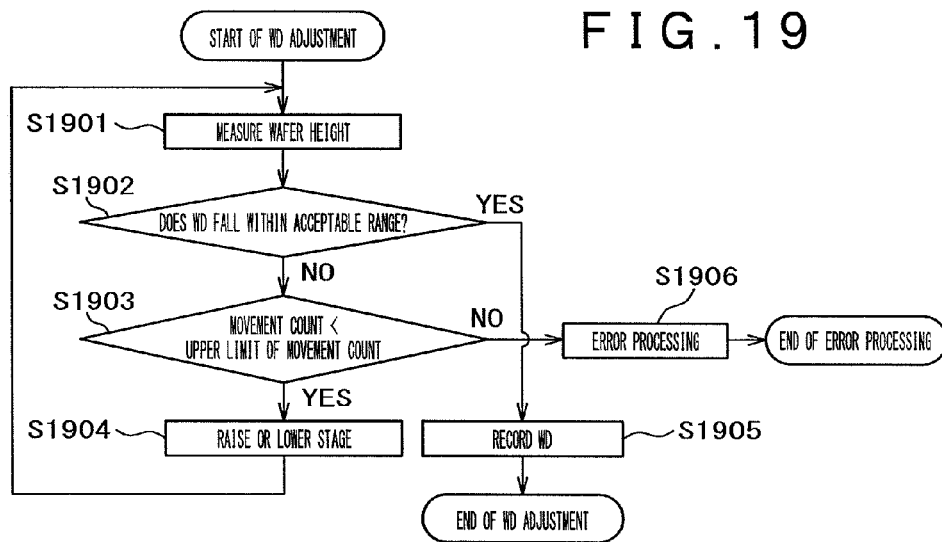 FIG.19
START OF WD ADJUSTMENT
S1901
MEASURE WAFER HEIGHT
S1902
DOES WD FALL WITHIN ACCEPTABLE RANGE?
YES
NO
S1903
MOVEMENT COUNT <
UPPER LIMIT OF MOVEMENT COUNT
NO
S1906
ERROR PROCESSING
END OF ERROR PROCESSING
YES
S1904
RAISE OR LOWER STAGE
RECORD WD
S1905
END OF WD ADJUSTMENT